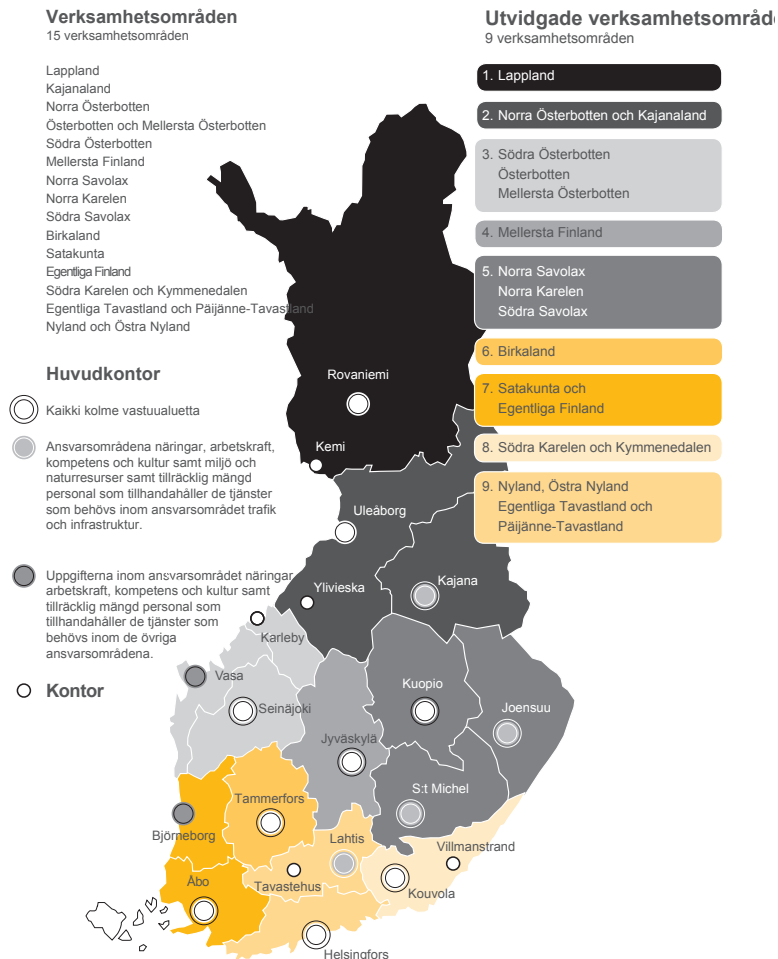 Verksamhetsområden
15 verksamhetsområden
Lappland
Kajanaland
Norra Österbotten
Österbotten och Mellersta Österbotten
Södra Österbotten
Mellersta Finland
Norra Savolax
Norra Karelen
Södra Savolax
Birkaland
Satakunta
Egentliga Finland
Södra Karelen och Kymmenedalen
Egentliga Tavastland och Päijänne-Tavastland
Nyland och Östra Nyland
Huvudkontor
Kaikki kolme vastuualuetta
Ansvarsområdena näringar, arbetskraft,
kompetens och kultur samt miljö och
naturresurser samt tillräcklig mängd
personal som tillhandahåller de tjänster
som behövs inom ansvarsområdet trafik
och infrastruktur.
Uppgifterna inom ansvarsområdet näringar,
arbetskraft, kompetens och kultur samt
tillräcklig mängd personal som
tillhandahåller de tjänster som
behövs inom de övriga
ansvarsområdena.
Kontor
Utvidgade verksamhetsområde
9 verksamhetsområden
1. Lappland
2. Norra Österbotten och Kajanaland
3. Södra Österbotten
Österbotten
Mellersta Österbotten
4. Mellersta Finland
5. Norra Savolax
Norra Karelen
Södra Savolax
6. Birkaland
7. Satakunta och
Egentliga Finland
8. Södra Karelen och Kymmenedalen
9. Nyland, Östra Nyland
Egentliga Tavastland och
Päijänne-Tavastland
Rovaniemi
Kemi
Uleåborg
Ylivieska
Kajana
Karleby
Vasa
Seinäjoki
Kuopio
Joensuu
Jyväskylä
S:t Michel
Tammerfors
Björneborg
Lahtis
Villmanstrand
Tavastehus
Kouvola
Åbo
Helsingfors